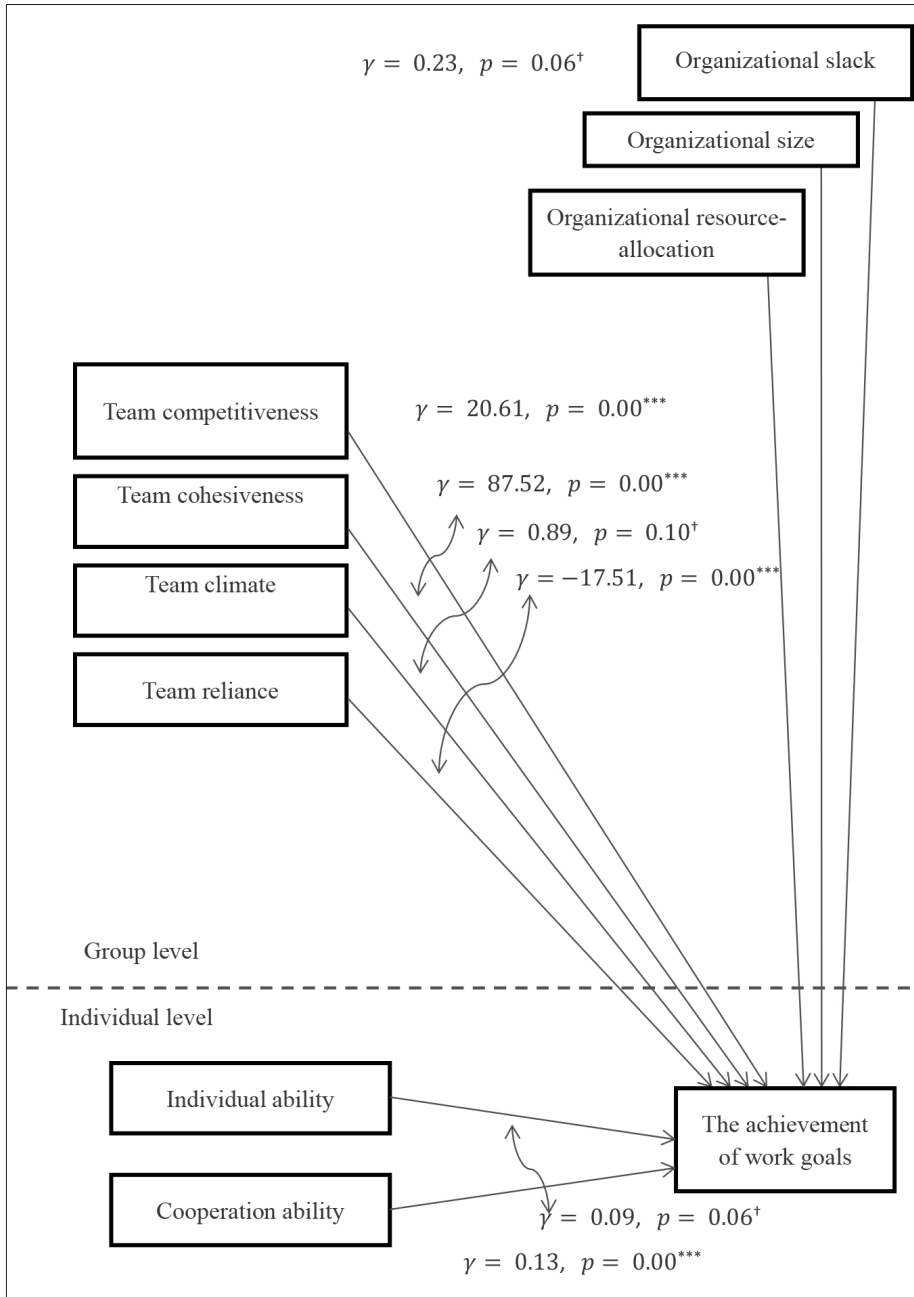 γ = 0.23, p = 0.06†
Organizational slack
Organizational size
Organizational resource-
allocation
Team competitiveness
γ = 20.61, p = 0.00***
Team cohesiveness
γ = 87.52, p = 0.00***
γ = 0.89, p = 0.10†
Team climate
γ = −17.51, p = 0.00***
Team reliance
Group level
Individual level
Individual ability
The achievement
of work goals
Cooperation ability
γ = 0.09, p = 0.06†
γ = 0.13, p = 0.00***